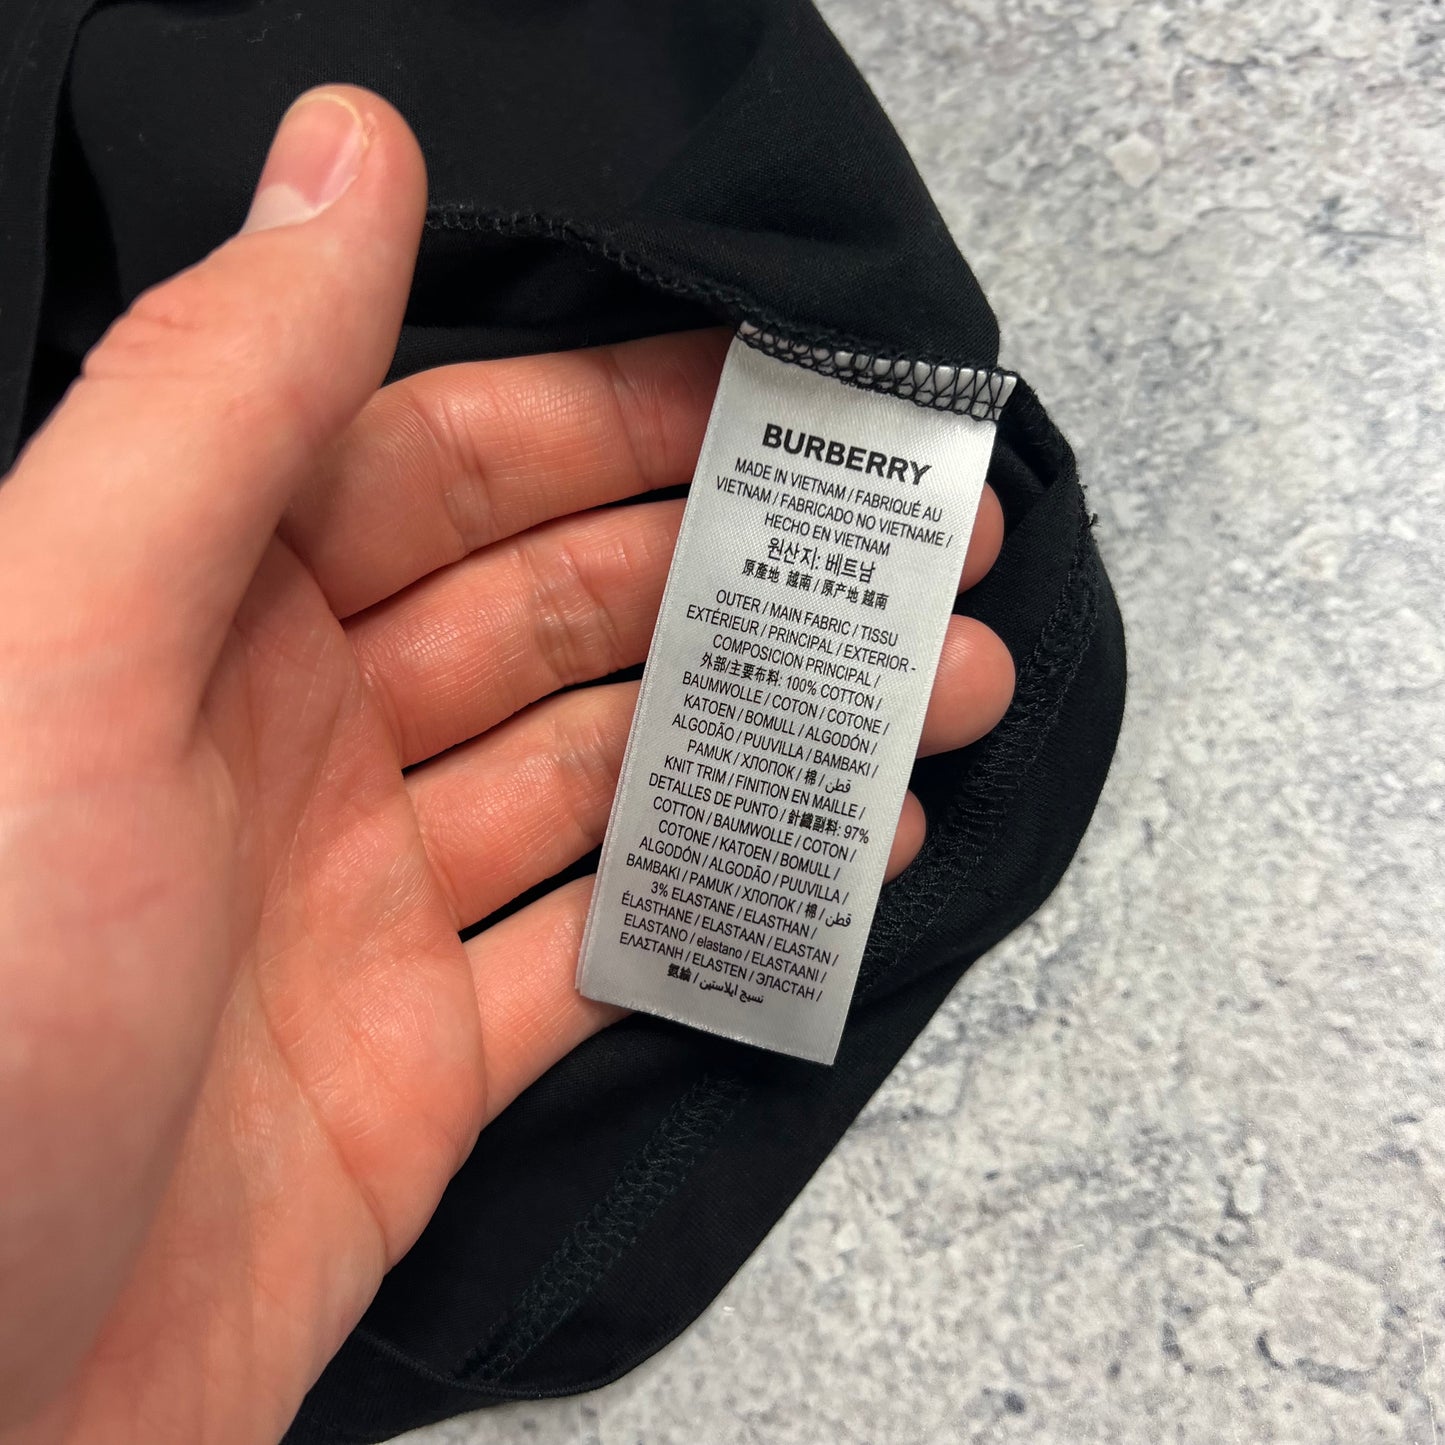 BURBERRY
MADE IN VIETNAM / FABRIQUÉ AU
VIETNAM / FABRICADO NO VIETNAME /
HECHO EN VIETNAM
원산지: 베트남
原產地 越南 / 原产地 越南
OUTER / MAIN FABRIC / TISSU
EXTÉRIEUR / PRINCIPAL / EXTERIOR -
COMPOSICION PRINCIPAL /
外部/主要布料: 100% COTTON /
BAUMWOLLE / COTON / COTONE /
KATOEN / BOMULL / ALGODÓN /
ALGODÃO / PUUVILLA / BAMBAKI /
PAMUK / ХЛОПОК / 棉 / قطن
KNIT TRIM / FINITION EN MAILLE /
DETALLES DE PUNTO / 針織副料: 97%
COTTON / BAUMWOLLE / COTON /
COTONE / KATOEN / BOMULL /
ALGODÓN / ALGODÃO / PUUVILLA /
BAMBAKI / PAMUK / ХЛОПОК / 棉 / قطن
3% ELASTANE / ELASTHAN /
ÉLASTHANE / ELASTAAN / ELASTAN /
ELASTANO / elastano / ELASTAANI /
ΕΛΑΣΤΑΝΗ / ELASTEN / ЭЛАСТАН /
氨綸 / نسيج ايلاستين